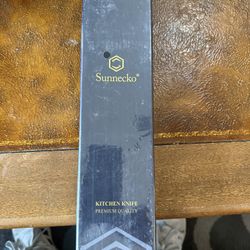 Sunnecko®
KITCHEN KNIFE
PREMIUM QUALITY